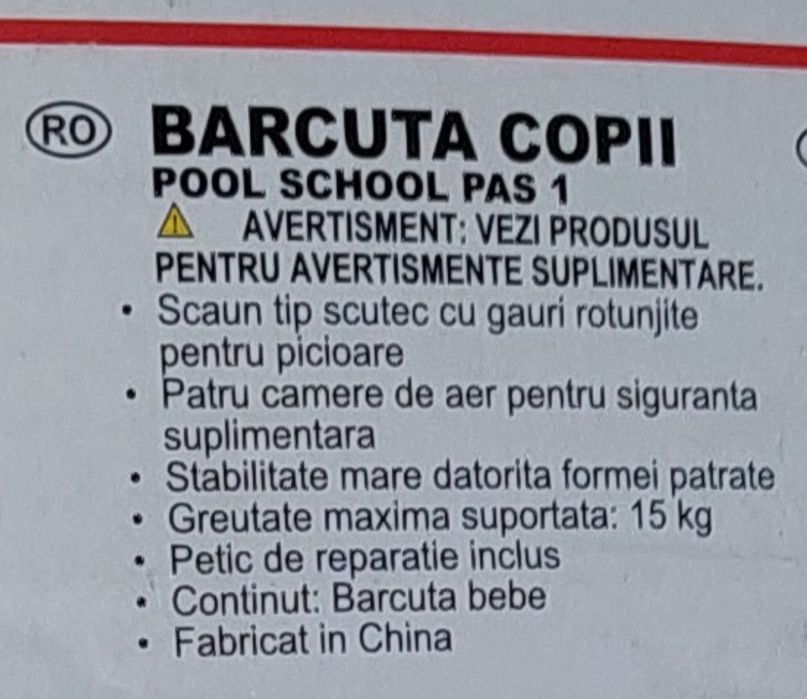 RO BARCUTA COPII
POOL SCHOOL PAS 1
AVERTISMENT: VEZI PRODUSUL
PENTRU AVERTISMENTE SUPLIMENTARE.
• Scaun tip scutec cu gauri rotunjite
pentru picioare
• Patru camere de aer pentru siguranta
suplimentara
• Stabilitate mare datorita formei patrate
• Greutate maxima suportata: 15 kg
• Petic de reparatie inclus
• Continut: Barcuta bebe
• Fabricat in China